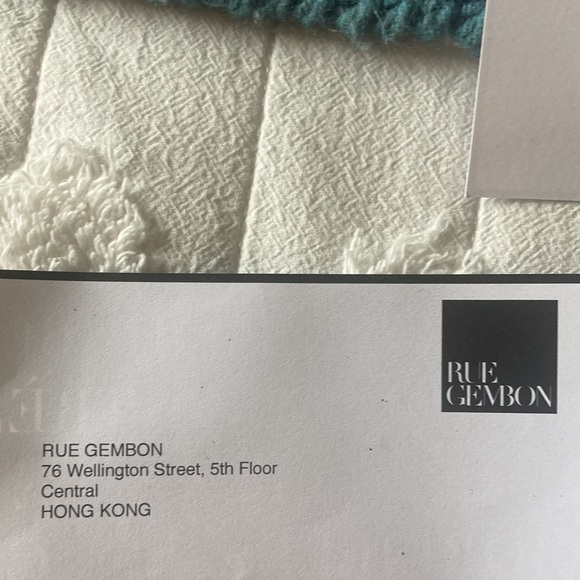 RUE
GEMBON
RUE GEMBON
76 Wellington Street, 5th Floor
Central
HONG KONG